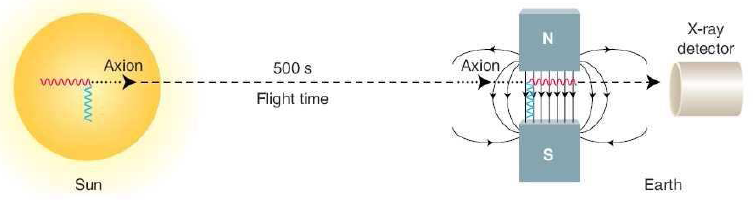 Axion
Sun
500 s
Flight time
Axion
N
S
Earth
X-ray
detector